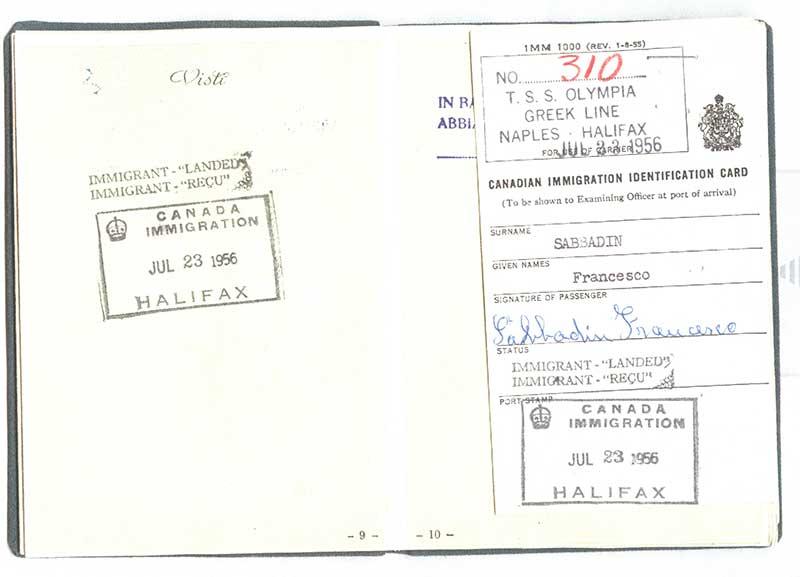 Visti
IMMIGRANT - "LANDED"
IMMIGRANT - "REÇU"
CANADA
IMMIGRATION
JUL 23 1956
HALIFAX
- 9 -
IN
ABBI
IMM 1000 (REV. 1-8-55)
NO. 310
T. S. S. OLYMPIA
GREEK LINE
NAPLES - HALIFAX
FOR USE OF CARRIER
JUL 23 1956
CANADIAN IMMIGRATION IDENTIFICATION CARD
(To be shown to Examining Officer at port of arrival)
SURNAME
SABBADIN
GIVEN NAMES
Francesco
SIGNATURE OF PASSENGER
Sabbadin Francesco
STATUS
IMMIGRANT - "LANDED"
IMMIGRANT - "REÇU"
PORT STAMP
CANADA
IMMIGRATION
JUL 23 1956
HALIFAX
- 10 -